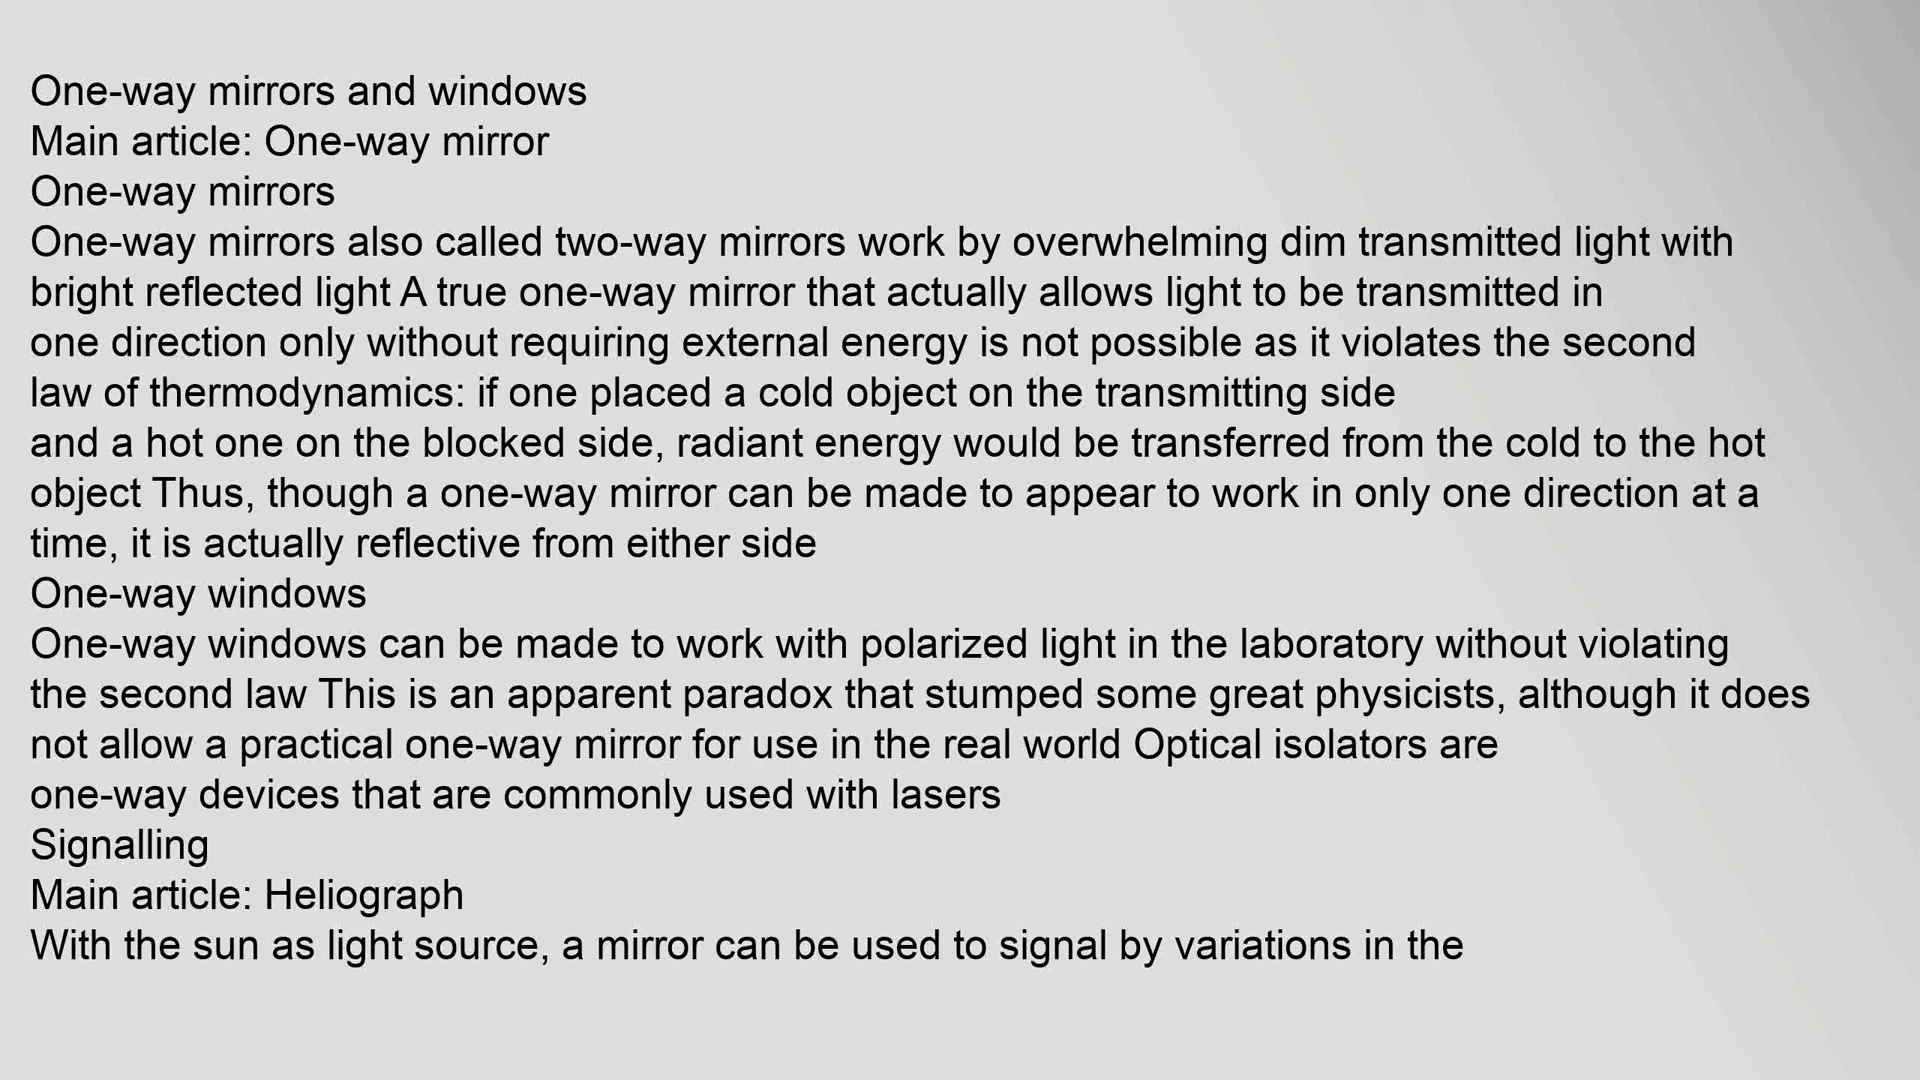 One-way mirrors and windows
Main article: One-way mirror
One-way mirrors
One-way mirrors also called two-way mirrors work by overwhelming dim transmitted light with
bright reflected light A true one-way mirror that actually allows light to be transmitted in
one direction only without requiring external energy is not possible as it violates the second
law of thermodynamics: if one placed a cold object on the transmitting side
and a hot one on the blocked side, radiant energy would be transferred from the cold to the hot
object Thus, though a one-way mirror can be made to appear to work in only one direction at a
time, it is actually reflective from either side
One-way windows
One-way windows can be made to work with polarized light in the laboratory without violating
the second law This is an apparent paradox that stumped some great physicists, although it does
not allow a practical one-way mirror for use in the real world Optical isolators are
one-way devices that are commonly used with lasers
Signalling
Main article: Heliograph
With the sun as light source, a mirror can be used to signal by variations in the